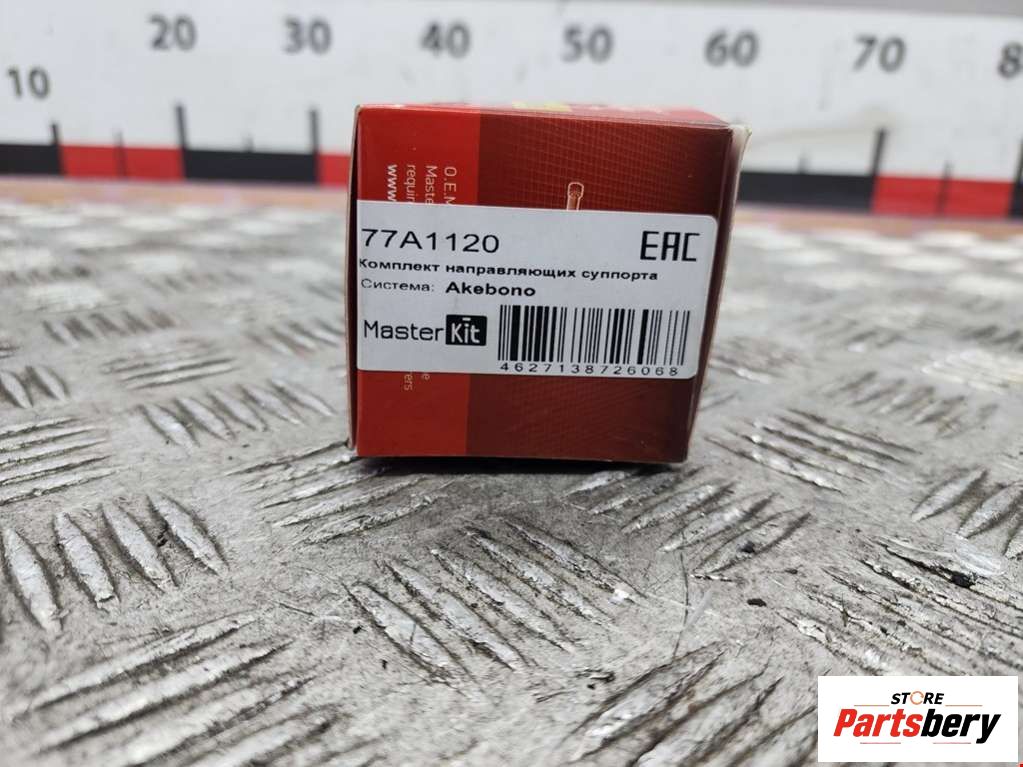 10 20 30 40 50 60 70
O.E.M
www.
77A1120
EAC
Комплект направляющих суппорта
Система: Akebono
Master Kit
4627138726068
STORE
Partsbery